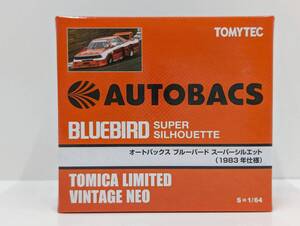 TOMYTEC
AUTOBACS
BLUEBIRD SUPER SILHOUETTE
オートバックス ブルーバード スーパーシルエット
(1983年仕様)
TOMICA LIMITED
VINTAGE NEO
S=1/64